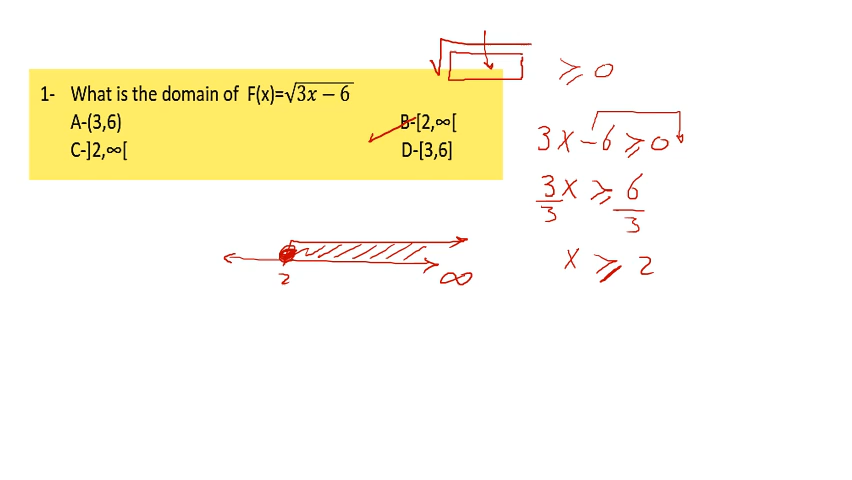 1- What is the domain of F(x)=√3x − 6
A-(3,6) B-[2,∞[
C-]2,∞[ D-[3,6]
√ ≥ 0
3x − 6 ≥ 0
3x/3 ≥ 6/3
x ≥ 2
2 ∞